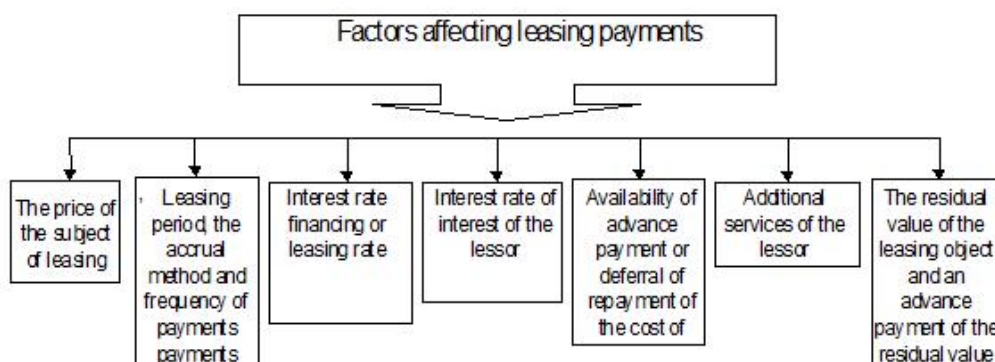 Factors affecting leasing payments
The price of
the subject
of leasing
, Leasing
period, the
accrual
method and
frequency of
payments
payments
Interest rate
financing or
leasing rate
Interest rate of
interest of the
lessor
Availability of
advance
payment or
deferral of
repayment of
the cost of
Additional
services of the
lessor
The residual
value of the
leasing object
and an
advance
payment of the
residual value